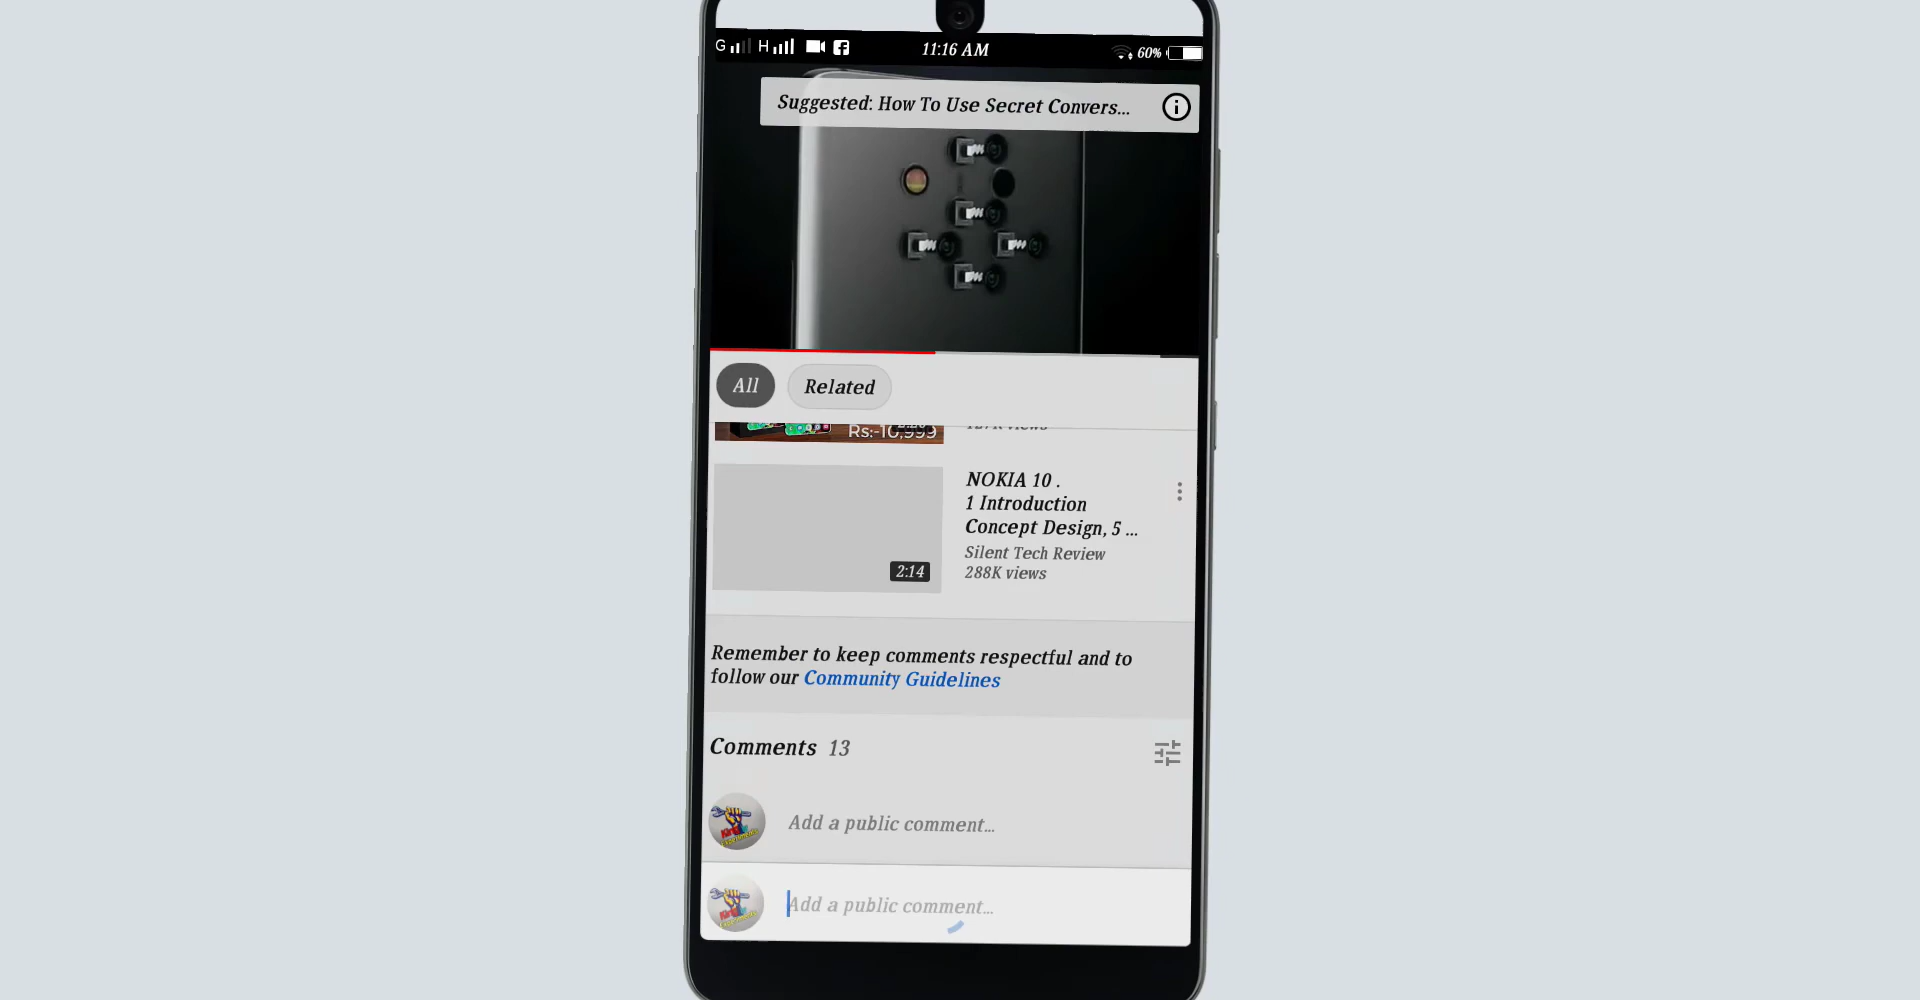 G H 11:16 AM 60%
Suggested: How To Use Secret Convers...
All Related
Rs:-10,999
NOKIA 10 .
1 Introduction
Concept Design, 5 ...
Silent Tech Review
2:14 288K views
Remember to keep comments respectful and to
follow our Community Guidelines
Comments 13
Add a public comment...
Add a public comment...